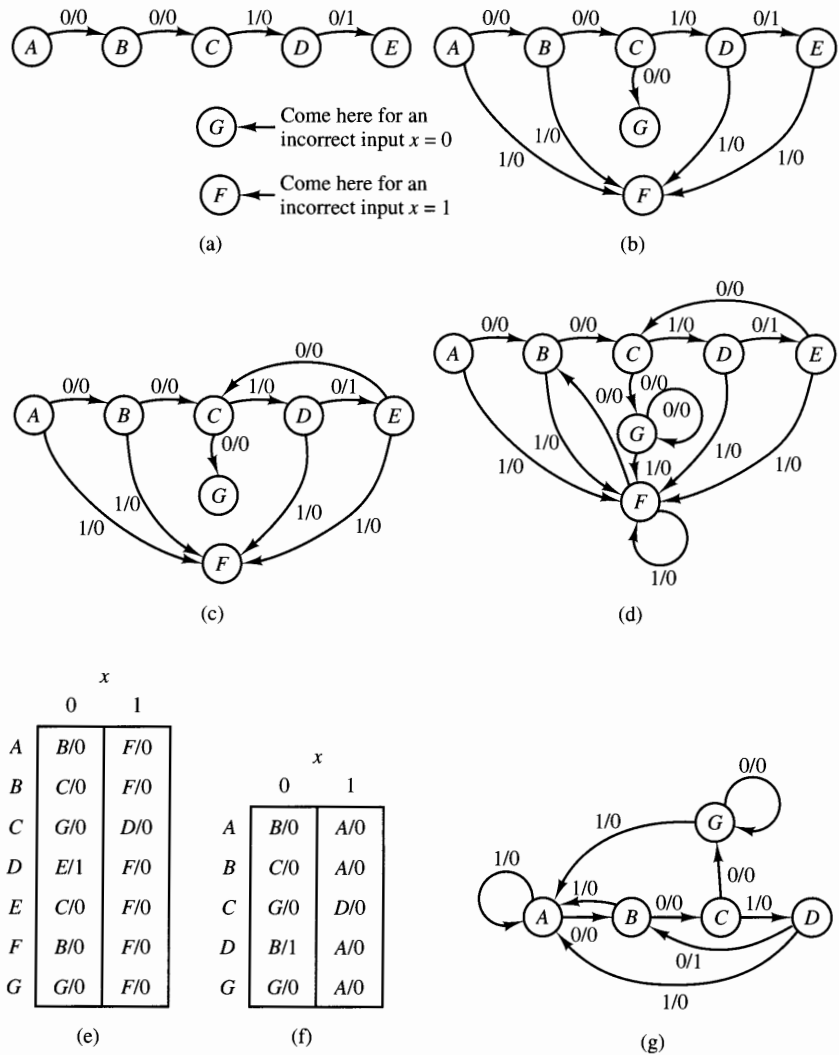 0/0 0/0 1/0 0/1
A B C D E
G Come here for an
incorrect input x = 0
F Come here for an
incorrect input x = 1
(a)
0/0 0/0 1/0 0/1
A B C D E
0/0
G
1/0 1/0 1/0 1/0
F
(b)
0/0
0/0 0/0 1/0 0/1
A B C D E
0/0
G
1/0 1/0 1/0 1/0
F
(c)
0/0
0/0 0/0 1/0 0/1
A B C D E
0/0 0/0 0/0
G
1/0 1/0 1/0 1/0 1/0
F
1/0
(d)
x
0 1
A B/0 F/0
B C/0 F/0
C G/0 D/0
D E/1 F/0
E C/0 F/0
F B/0 F/0
G G/0 F/0
(e)
x
0 1
A B/0 A/0
B C/0 A/0
C G/0 D/0
D B/1 A/0
G G/0 A/0
(f)
0/0
G
1/0
0/0
1/0 1/0 0/0 1/0
A B C D
0/0
0/1
1/0
(g)